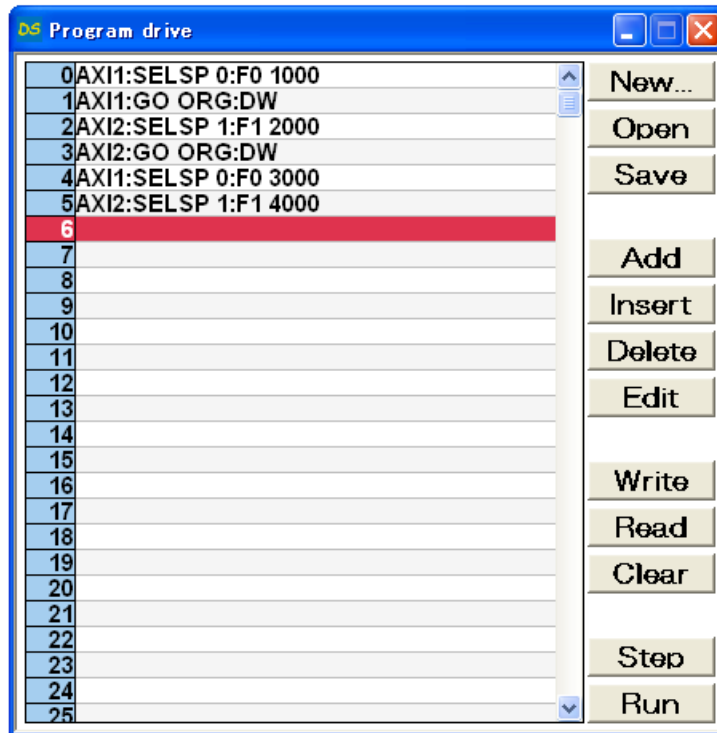 DS Program drive
0 AXI1:SELSP 0:F0 1000
1 AXI1:GO ORG:DW
2 AXI2:SELSP 1:F1 2000
3 AXI2:GO ORG:DW
4 AXI1:SELSP 0:F0 3000
5 AXI2:SELSP 1:F1 4000
6
7
8
9
10
11
12
13
14
15
16
17
18
19
20
21
22
23
24
25
New...
Open
Save
Add
Insert
Delete
Edit
Write
Read
Clear
Step
Run